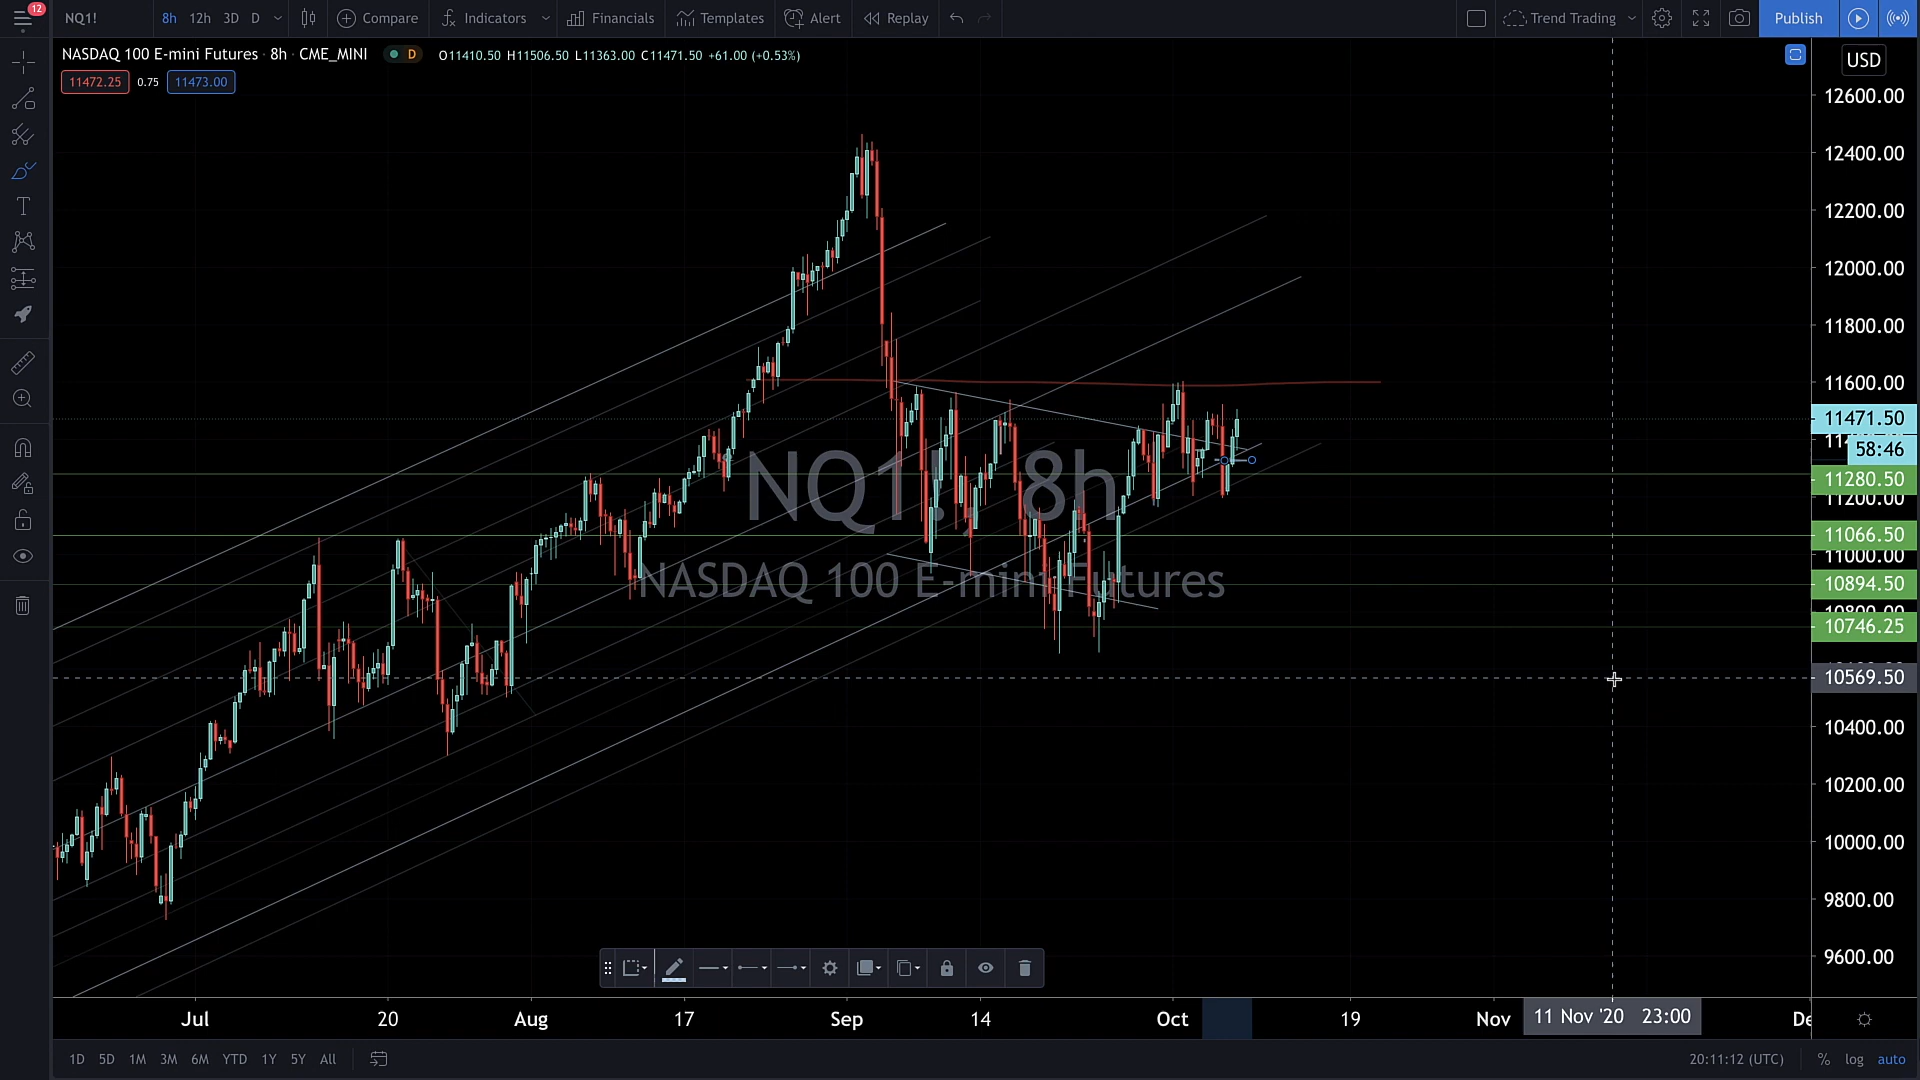 12
NQ1!
8h 12h 3D D
Compare
Indicators
Financials
Templates
Alert
Replay
Trend Trading
Publish
NASDAQ 100 E-mini Futures · 8h · CME_MINI
D
O11410.50 H11506.50 L11363.00 C11471.50 +61.00 (+0.53%)
11472.25 0.75 11473.00
USD
12600.00
12400.00
12200.00
12000.00
11800.00
11600.00
11471.50
58:46
11280.50
11200.00
11066.50
11000.00
10894.50
10746.25
10569.50
10400.00
10200.00
10000.00
9800.00
9600.00
NQ1!, 8h
NASDAQ 100 E-mini Futures
Jul 20 Aug 17 Sep 14 Oct 19 Nov 11 Nov '20 23:00
1D 5D 1M 3M 6M YTD 1Y 5Y All
20:11:12 (UTC) % log auto